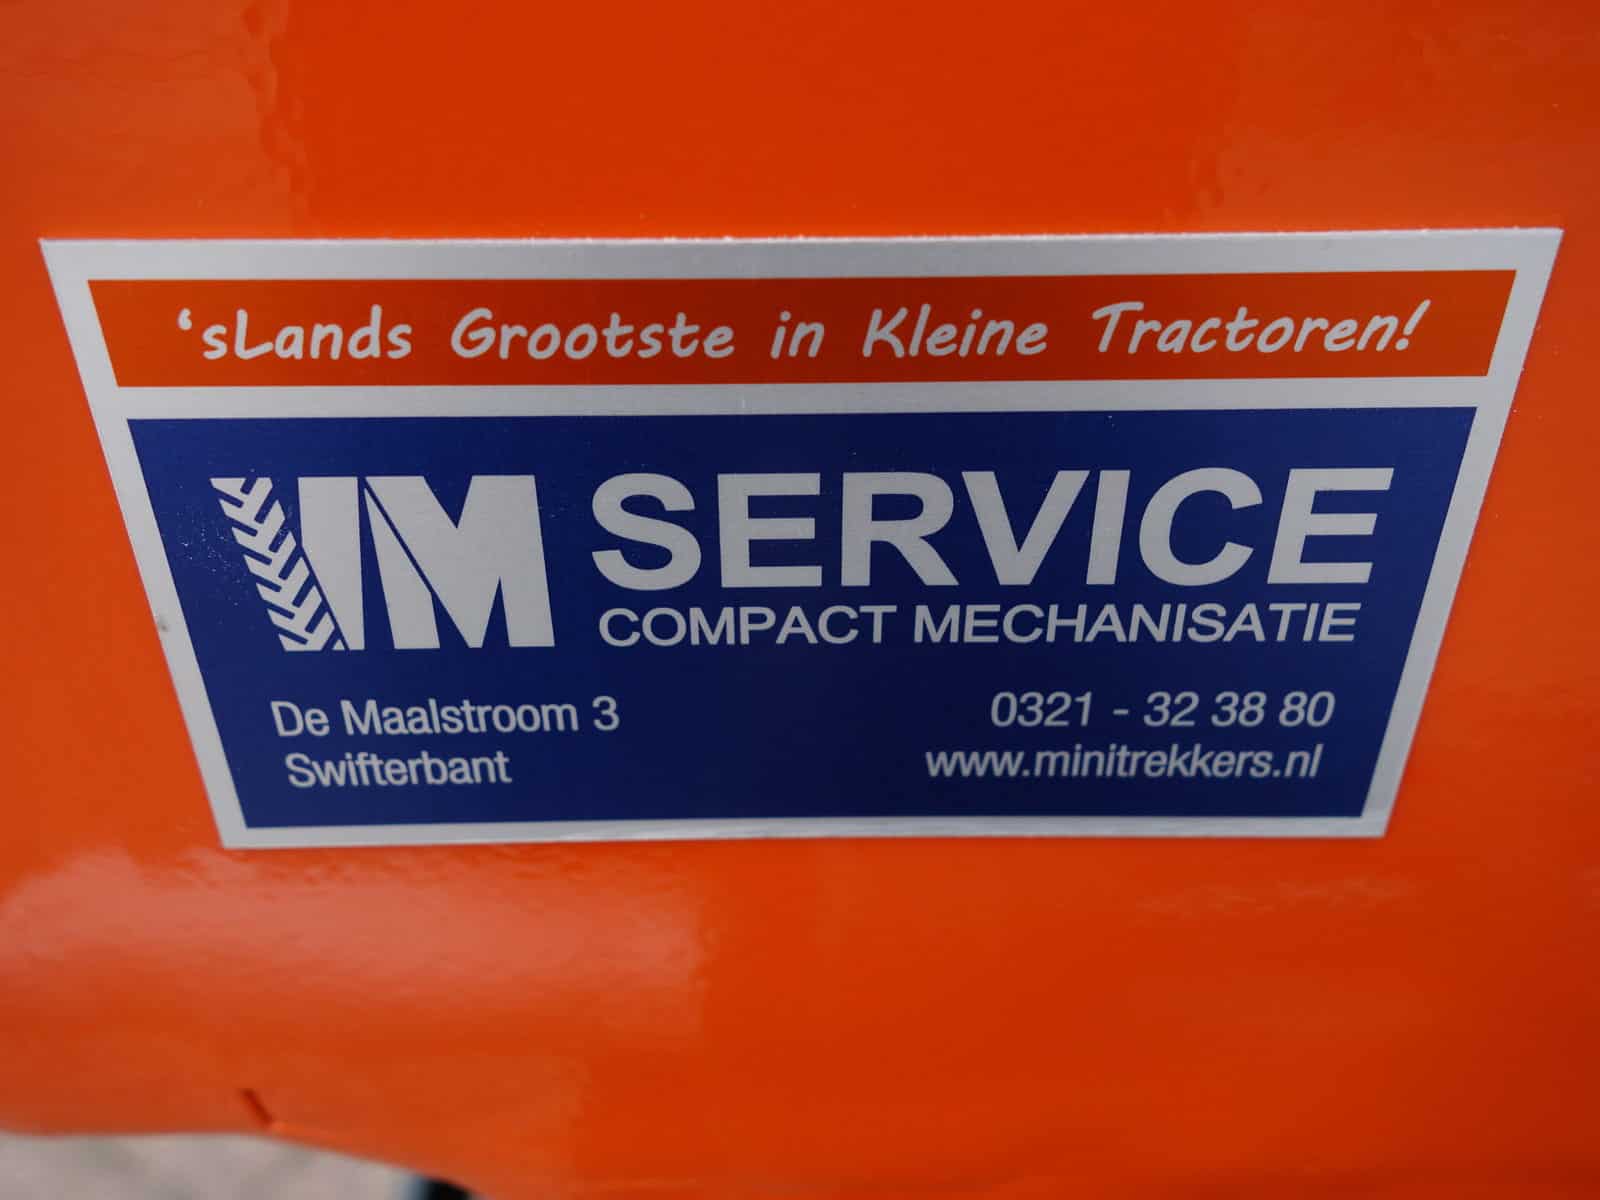 ‘sLands Grootste in Kleine Tractoren!
IM SERVICE
COMPACT MECHANISATIE
De Maalstroom 3
Swifterbant
0321 - 32 38 80
www.minitrekkers.nl